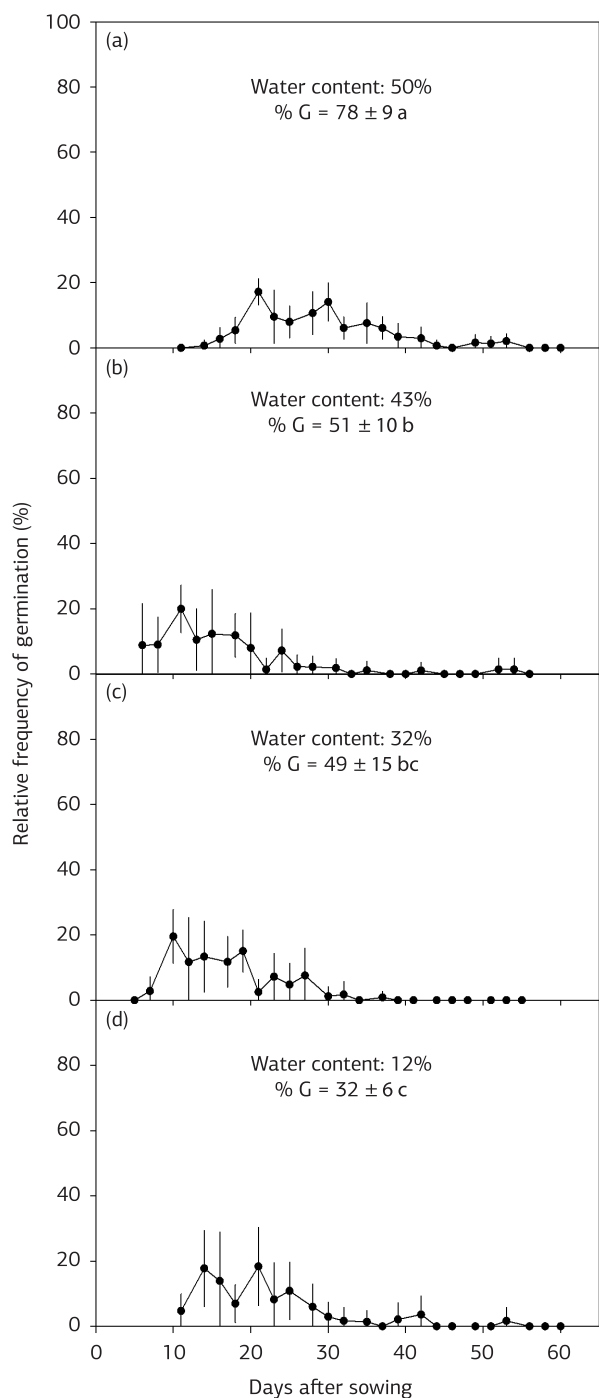 100
(a)
80
Water content: 50%
% G = 78 ± 9 a
60
40
20
0
(b)
80
Water content: 43%
% G = 51 ± 10 b
60
40
20
0
(c)
80
Water content: 32%
% G = 49 ± 15 bc
60
40
20
0
(d)
80
Water content: 12%
% G = 32 ± 6 c
60
40
20
0
0 10 20 30 40 50 60
Days after sowing
Relative frequency of germination (%)